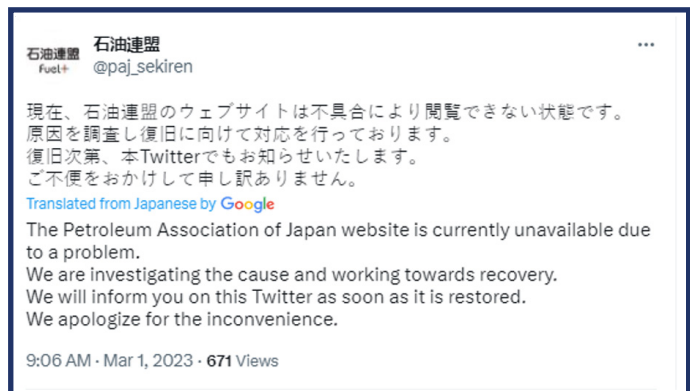 石油連盟
Fuel+
石油連盟
@paj_sekiren
現在、石油連盟のウェブサイトは不具合により閲覧できない状態です。
原因を調査し復旧に向けて対応を行っております。
復旧次第、本Twitterでもお知らせいたします。
ご不便をおかけして申し訳ありません。
Translated from Japanese by Google
The Petroleum Association of Japan website is currently unavailable due
to a problem.
We are investigating the cause and working towards recovery.
We will inform you on this Twitter as soon as it is restored.
We apologize for the inconvenience.
9:06 AM · Mar 1, 2023 · 671 Views